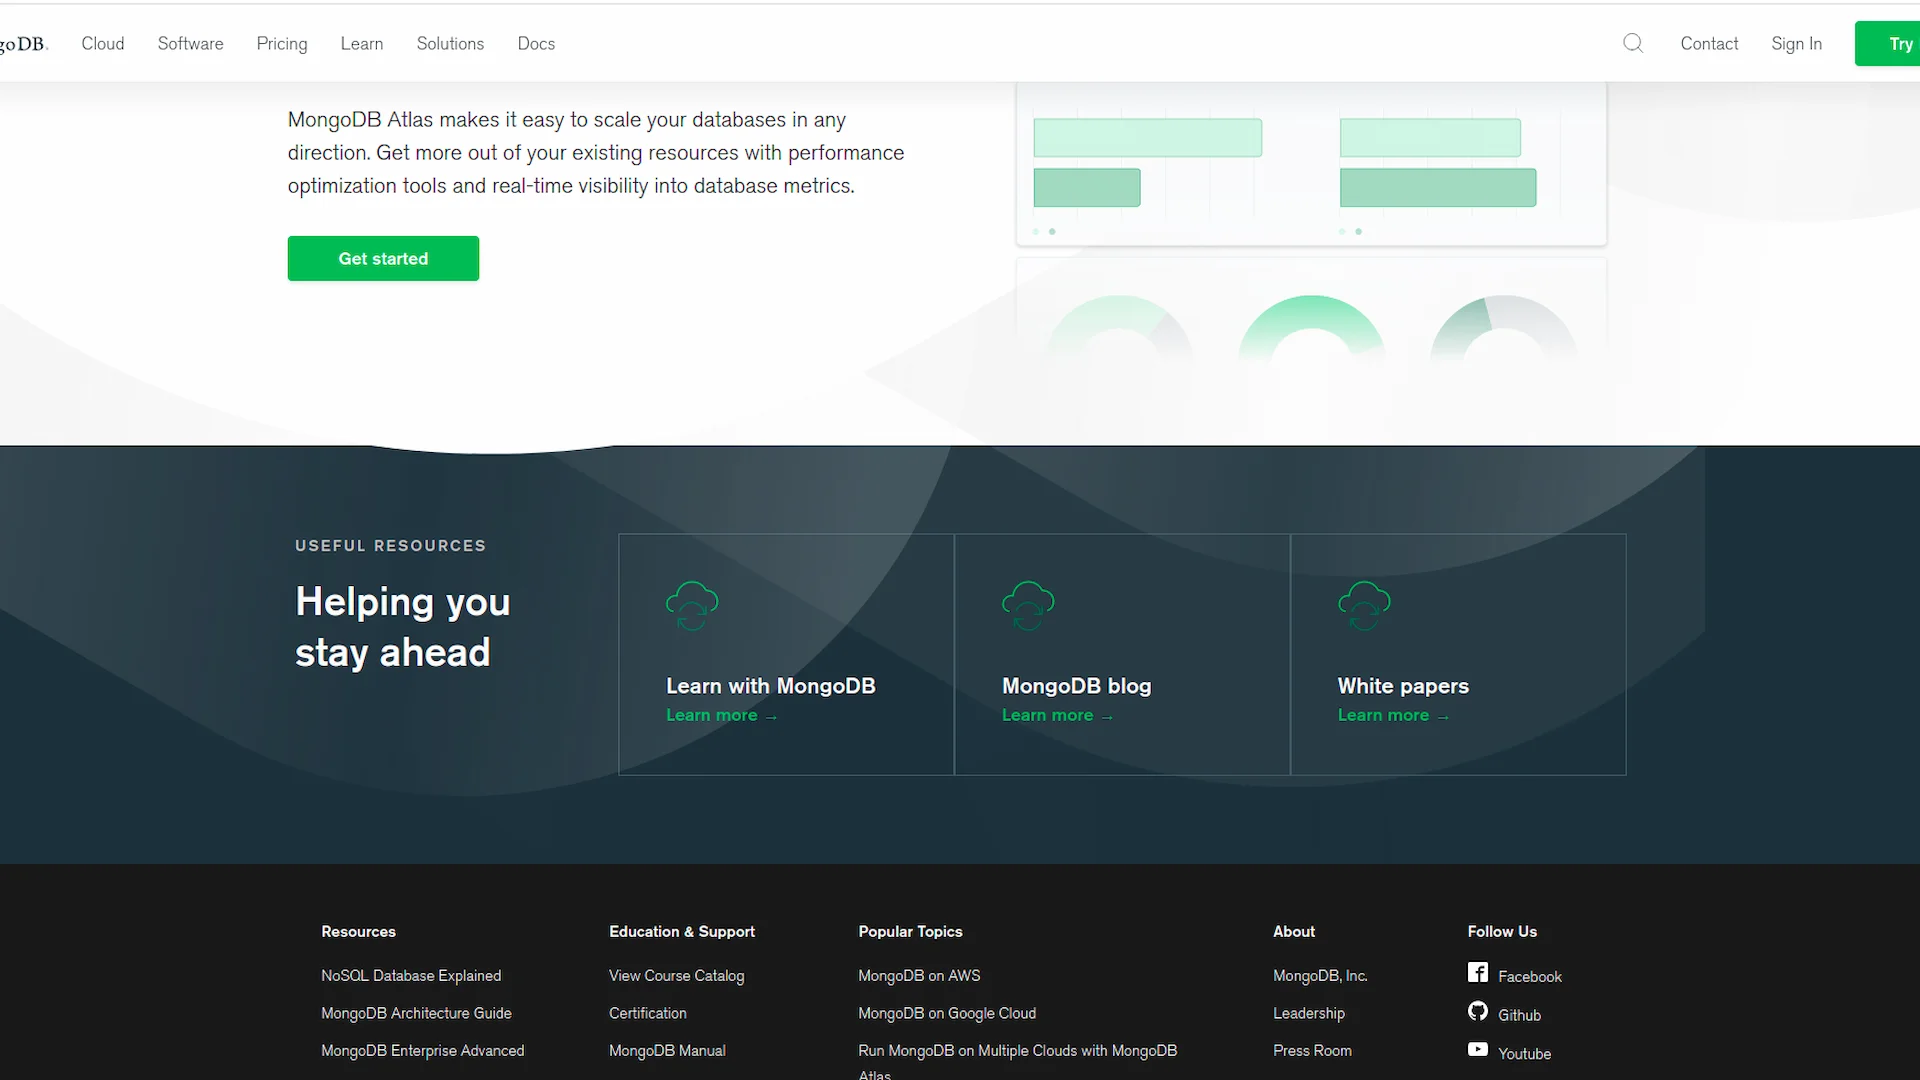 goDB.
Cloud
Software
Pricing
Learn
Solutions
Docs
Contact
Sign In
Try
MongoDB Atlas makes it easy to scale your databases in any
direction. Get more out of your existing resources with performance
optimization tools and real-time visibility into database metrics.
Get started
USEFUL RESOURCES
Helping you
stay ahead
Learn with MongoDB
Learn more →
MongoDB blog
Learn more →
White papers
Learn more →
Resources
NoSQL Database Explained
MongoDB Architecture Guide
MongoDB Enterprise Advanced
Education & Support
View Course Catalog
Certification
MongoDB Manual
Popular Topics
MongoDB on AWS
MongoDB on Google Cloud
Run MongoDB on Multiple Clouds with MongoDB
Atlas
About
MongoDB, Inc.
Leadership
Press Room
Follow Us
Facebook
Github
Youtube